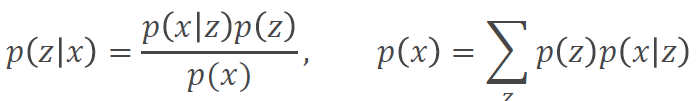 p(z|x) = p(x|z)p(z) / p(x), p(x) = ∑_z p(z)p(x|z)